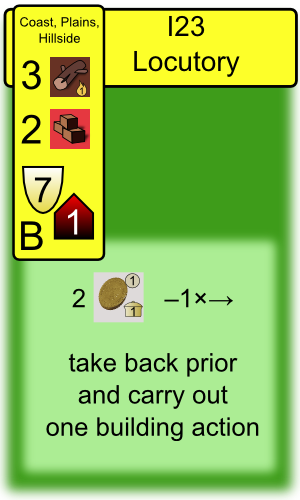 Coast, Plains,
Hillside
I23
Locutory
3
1
2
7
1
B
2
1
1
–1×→
take back prior
and carry out
one building action